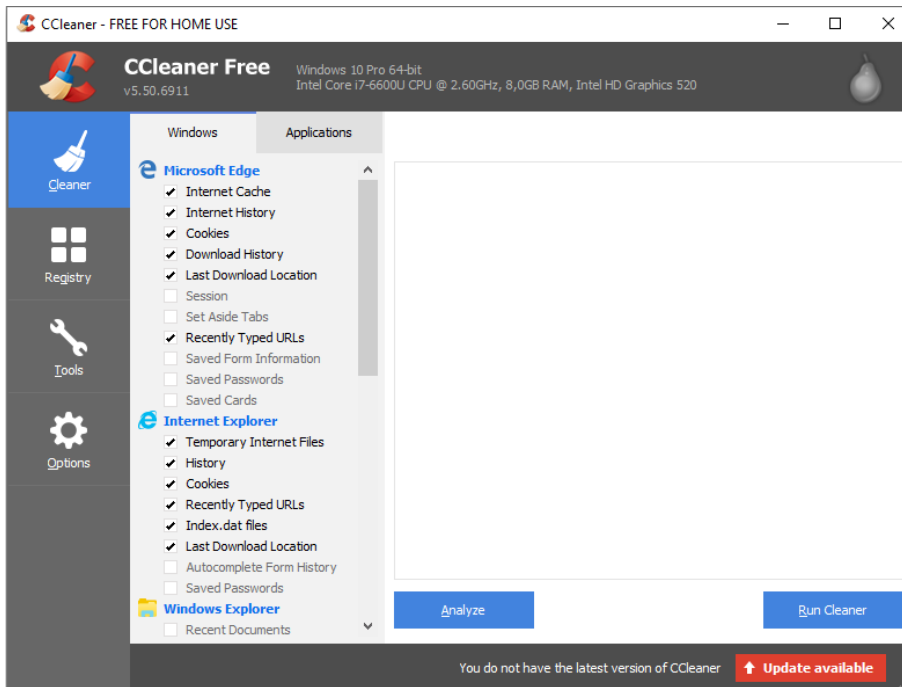 CCleaner - FREE FOR HOME USE
CCleaner Free
v5.50.6911
Windows 10 Pro 64-bit
Intel Core i7-6600U CPU @ 2.60GHz, 8,0GB RAM, Intel HD Graphics 520
Cleaner
Registry
Tools
Options
Windows
Applications
Microsoft Edge
Internet Cache
Internet History
Cookies
Download History
Last Download Location
Session
Set Aside Tabs
Recently Typed URLs
Saved Form Information
Saved Passwords
Saved Cards
Internet Explorer
Temporary Internet Files
History
Cookies
Recently Typed URLs
Index.dat files
Last Download Location
Autocomplete Form History
Saved Passwords
Windows Explorer
Recent Documents
Analyze
Run Cleaner
You do not have the latest version of CCleaner
Update available